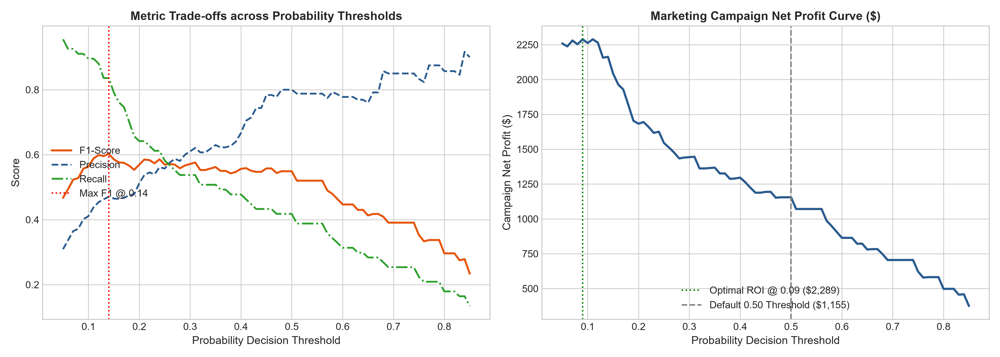 Metric Trade-offs across Probability Thresholds
Score
0.8
0.6
0.4
0.2
F1-Score
Precision
Recall
Max F1 @ 0.14
0.1 0.2 0.3 0.4 0.5 0.6 0.7 0.8
Probability Decision Threshold
Marketing Campaign Net Profit Curve ($)
Campaign Net Profit ($)
2250
2000
1750
1500
1250
1000
750
500
Optimal ROI @ 0.09 ($2,289)
Default 0.50 Threshold ($1,155)
0.1 0.2 0.3 0.4 0.5 0.6 0.7 0.8
Probability Decision Threshold